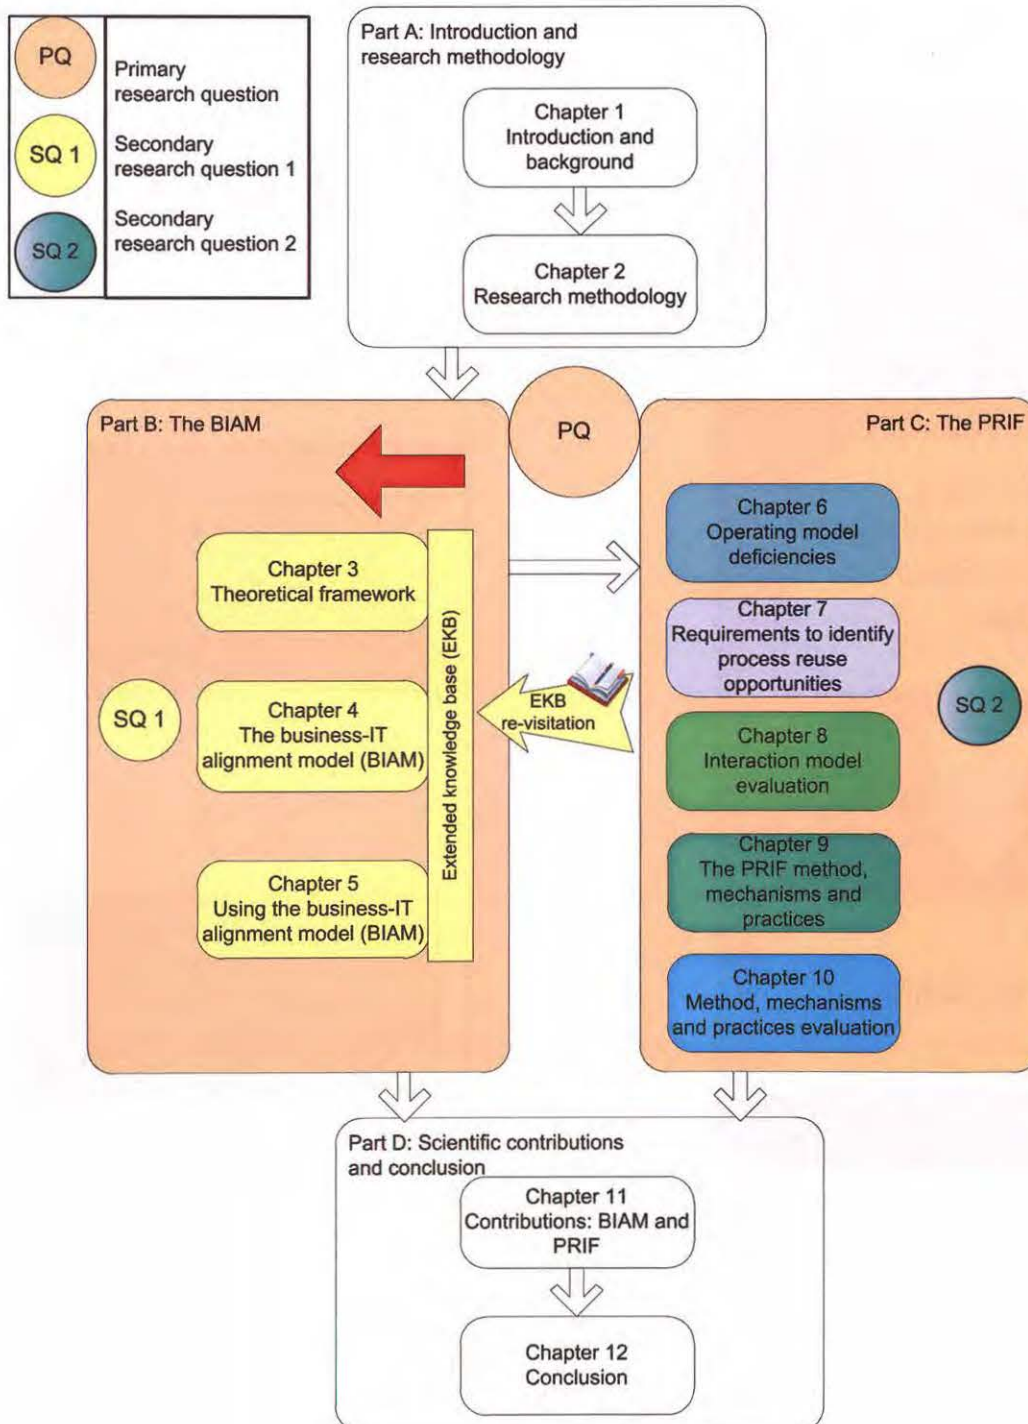 PQ
Primary
research question
SQ 1
Secondary
research question 1
SQ 2
Secondary
research question 2
Part A: Introduction and
research methodology
Chapter 1
Introduction and
background
Chapter 2
Research methodology
Part B: The BIAM
PQ
Part C: The PRIF
Chapter 3
Theoretical framework
SQ 1
Chapter 4
The business-IT
alignment model (BIAM)
Chapter 5
Using the business-IT
alignment model (BIAM)
Extended knowledge base (EKB)
EKB
re-visitation
Chapter 6
Operating model
deficiencies
Chapter 7
Requirements to identify
process reuse
opportunities
SQ 2
Chapter 8
Interaction model
evaluation
Chapter 9
The PRIF method,
mechanisms and
practices
Chapter 10
Method, mechanisms
and practices evaluation
Part D: Scientific contributions
and conclusion
Chapter 11
Contributions: BIAM and
PRIF
Chapter 12
Conclusion